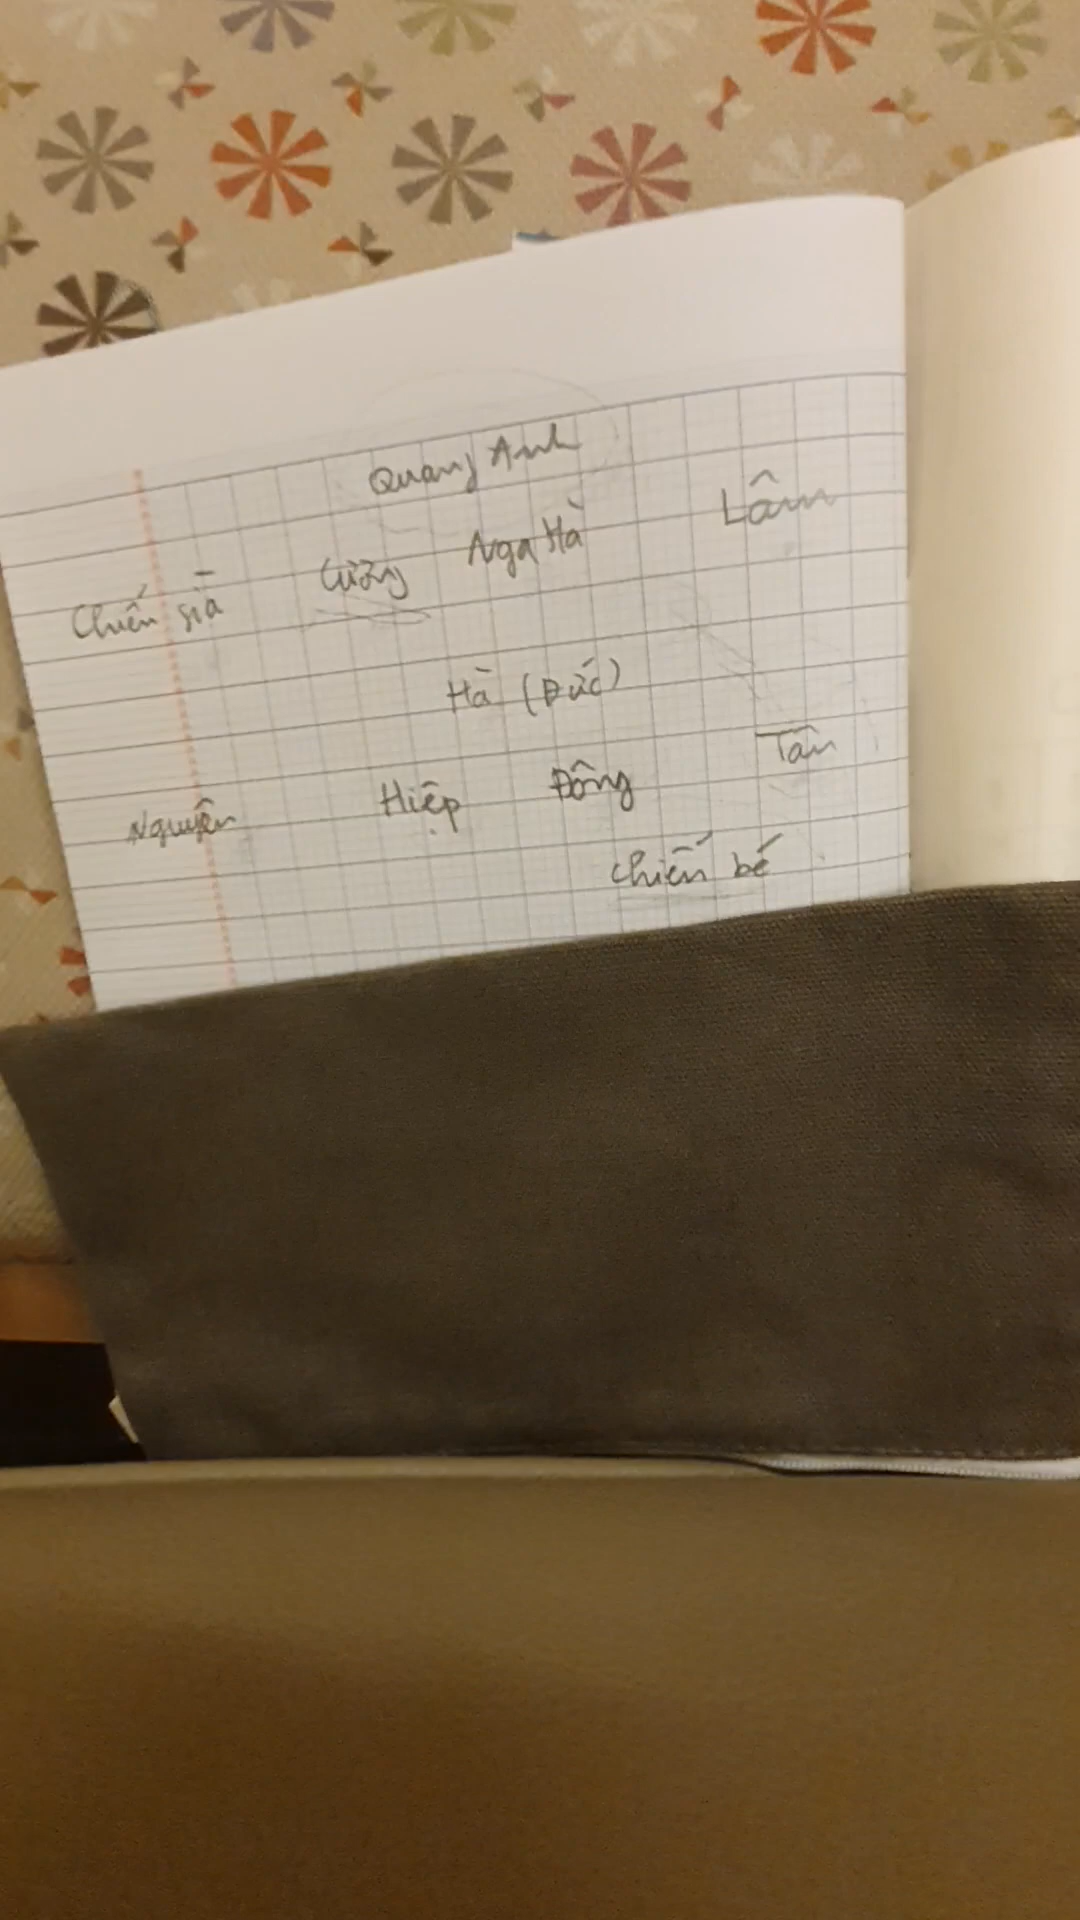 Quang Anh
Lâm
Nga Hà
Cường
Chiến già
Hà (Đức)
Tân
Đông
Hiệp
Nguyên
Chiến bé